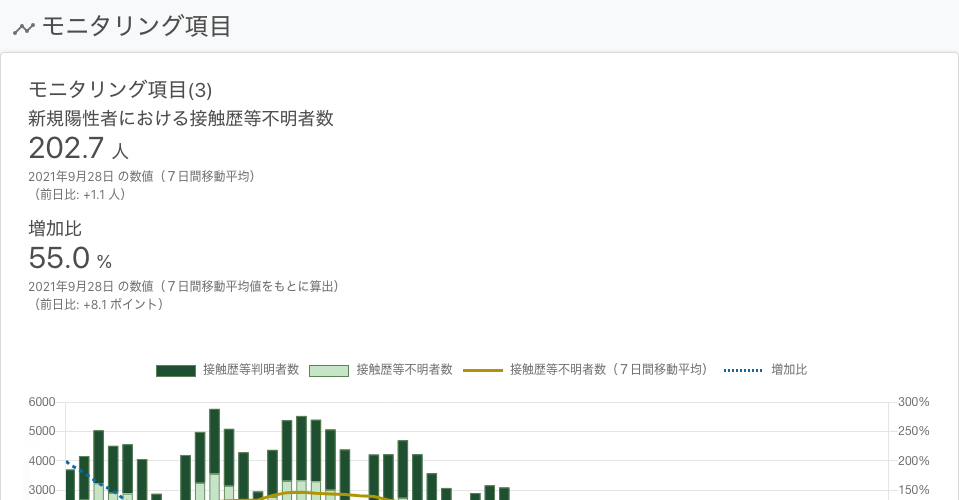 モニタリング項目
モニタリング項目(3)
新規陽性者における接触歴等不明者数
202.7 人
2021年9月28日 の数値（７日間移動平均）
（前日比: +1.1 人）
増加比
55.0 %
2021年9月28日 の数値（７日間移動平均値をもとに算出）
（前日比: +8.1 ポイント）
接触歴等判明者数 接触歴等不明者数 接触歴等不明者数（７日間移動平均） 増加比
6000 300%
5000 250%
4000 200%
3000 150%